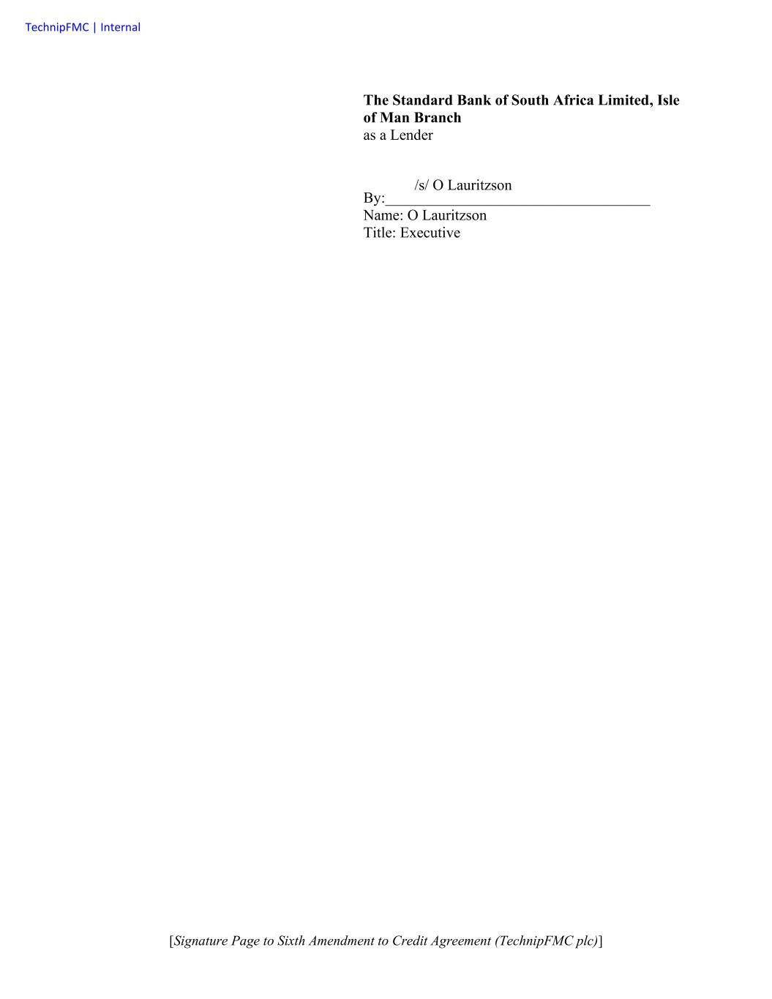 TechnipFMC | Internal
The Standard Bank of South Africa Limited, Isle
of Man Branch
as a Lender
/s/ O Lauritzson
By:
Name: O Lauritzson
Title: Executive
[Signature Page to Sixth Amendment to Credit Agreement (TechnipFMC plc)]